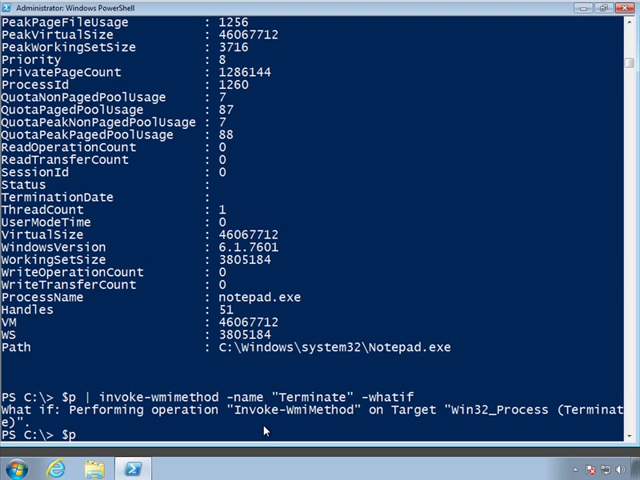 Administrator: Windows PowerShell
PeakPageFileUsage : 1256
PeakVirtualSize : 46067712
PeakWorkingSetSize : 3716
Priority : 8
PrivatePageCount : 1286144
ProcessId : 1260
QuotaNonPagedPoolUsage : 7
QuotaPagedPoolUsage : 87
QuotaPeakNonPagedPoolUsage : 7
QuotaPeakPagedPoolUsage : 88
ReadOperationCount : 0
ReadTransferCount : 0
SessionId : 0
Status :
TerminationDate :
ThreadCount : 1
UserModeTime : 0
VirtualSize : 46067712
WindowsVersion : 6.1.7601
WorkingSetSize : 3805184
WriteOperationCount : 0
WriteTransferCount : 0
ProcessName : notepad.exe
Handles : 51
VM : 46067712
WS : 3805184
Path : C:\Windows\system32\Notepad.exe
PS C:\> $p | invoke-wmimethod -name "Terminate" -whatif
What if: Performing operation "Invoke-WmiMethod" on Target "Win32_Process (Terminat
e)".
PS C:\> $p